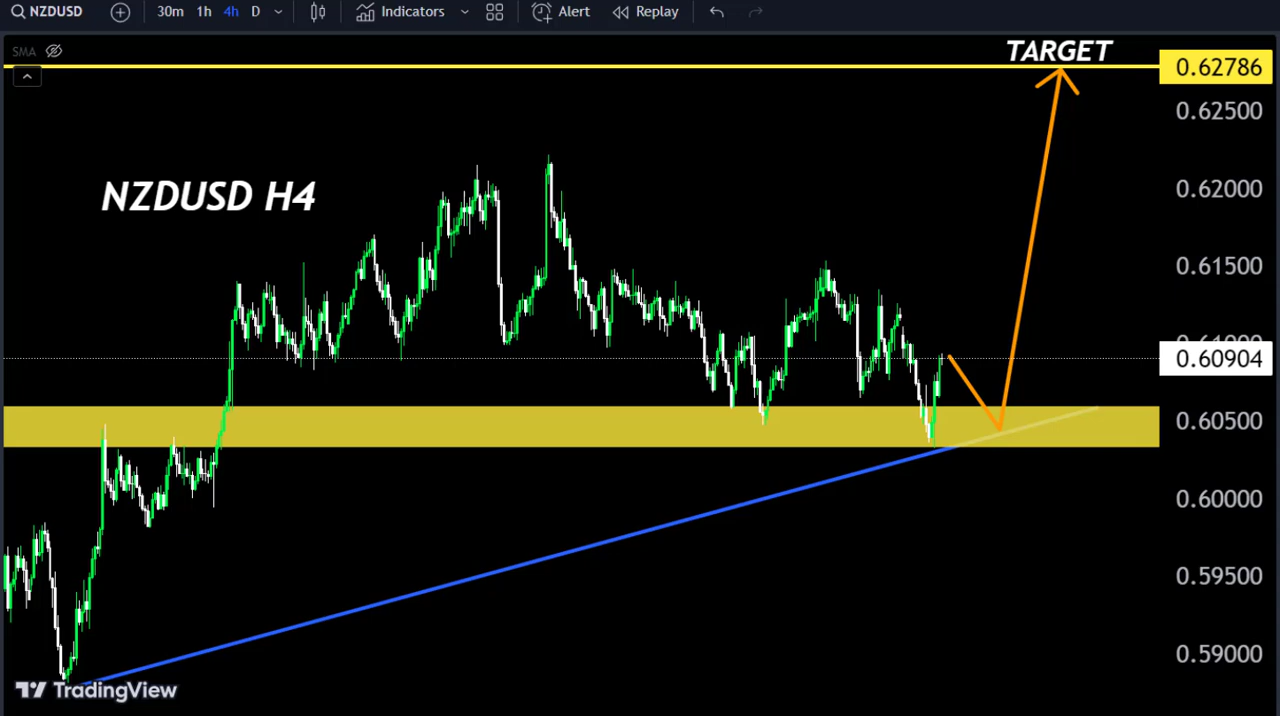 NZDUSD 30m 1h 4h D Indicators Alert Replay
SMA
TARGET
0.62786
0.62500
NZDUSD H4
0.62000
0.61500
0.60904
0.60500
0.60000
0.59500
0.59000
TradingView